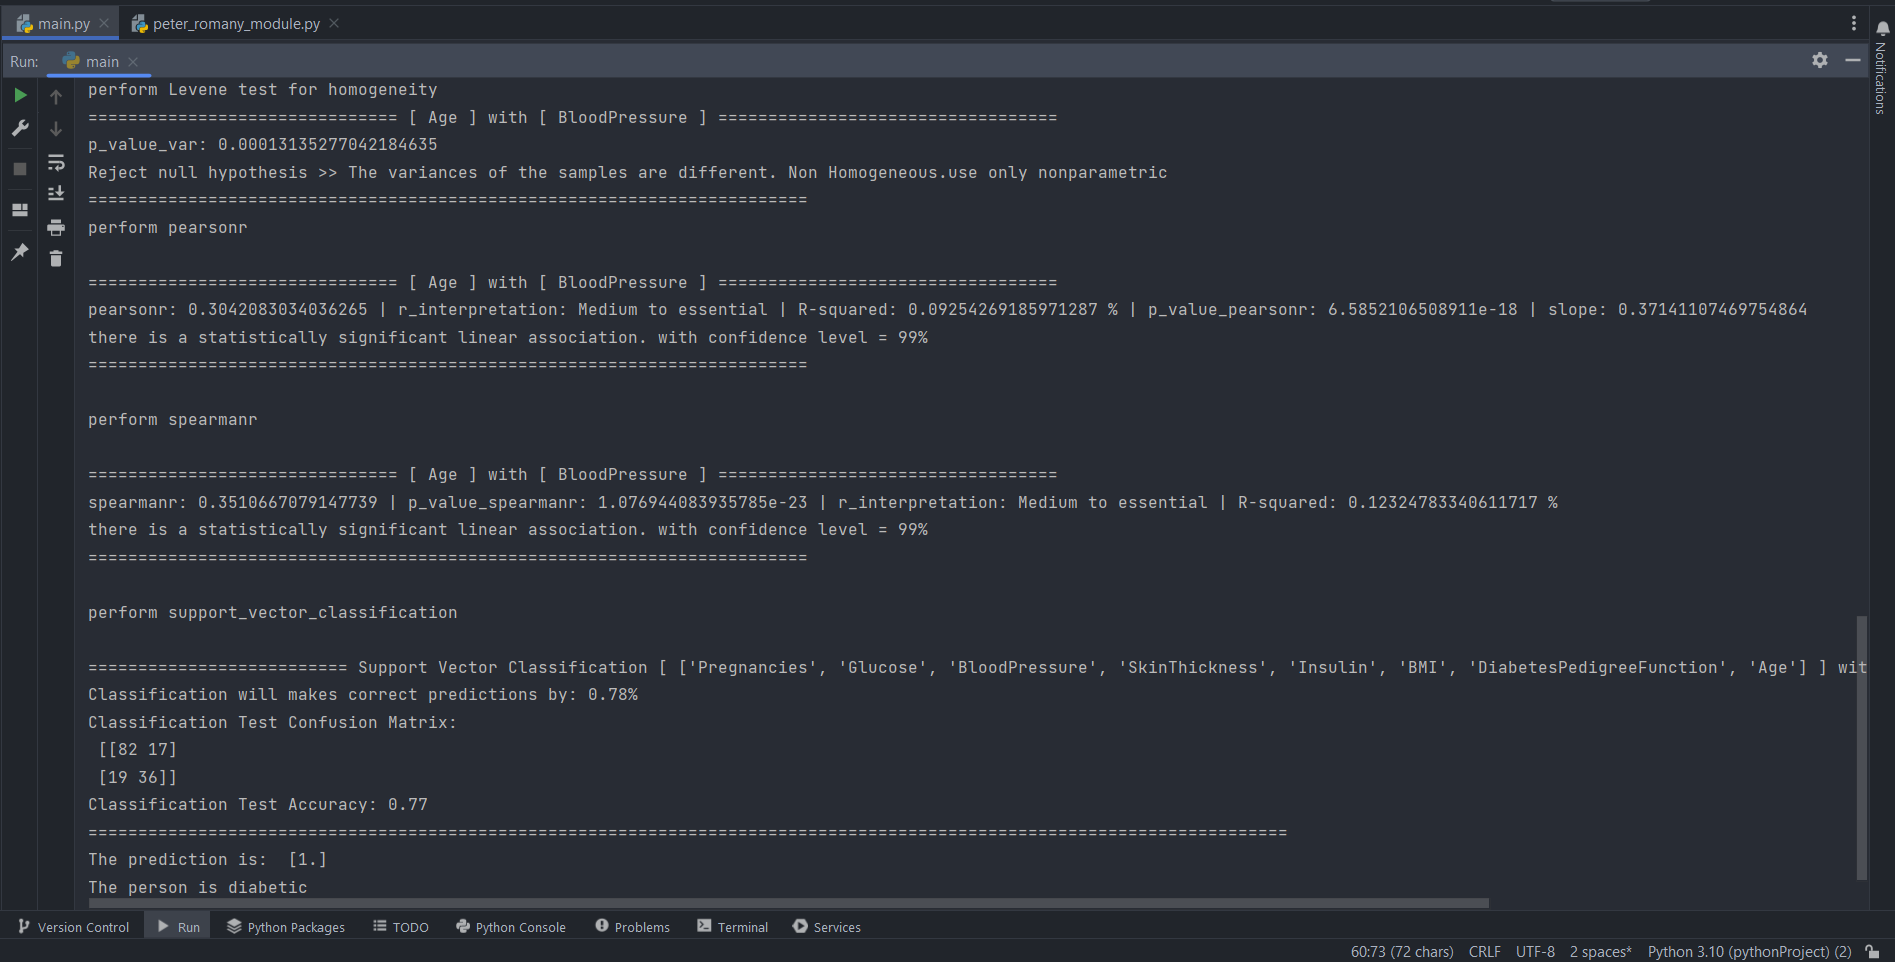 main.py
peter_romany_module.py
Run:
main
Notifications
perform Levene test for homogeneity
=============================== [ Age ] with [ BloodPressure ] ==================================
p_value_var: 0.00013135277042184635
Reject null hypothesis >> The variances of the samples are different. Non Homogeneous.use only nonparametric
========================================================================
perform pearsonr
=============================== [ Age ] with [ BloodPressure ] ==================================
pearsonr: 0.3042083034036265 | r_interpretation: Medium to essential | R-squared: 0.09254269185971287 % | p_value_pearsonr: 6.5852106508911e-18 | slope: 0.37141107469754864
there is a statistically significant linear association. with confidence level = 99%
========================================================================
perform spearmanr
=============================== [ Age ] with [ BloodPressure ] ==================================
spearmanr: 0.3510667079147739 | p_value_spearmanr: 1.076944083935785e-23 | r_interpretation: Medium to essential | R-squared: 0.12324783340611717 %
there is a statistically significant linear association. with confidence level = 99%
========================================================================
perform support_vector_classification
========================== Support Vector Classification [ ['Pregnancies', 'Glucose', 'BloodPressure', 'SkinThickness', 'Insulin', 'BMI', 'DiabetesPedigreeFunction', 'Age'] ] wit
Classification will makes correct predictions by: 0.78%
Classification Test Confusion Matrix:
[[82 17]
[19 36]]
Classification Test Accuracy: 0.77
========================================================================================================================
The prediction is:  [1.]
The person is diabetic
Version Control
Run
Python Packages
TODO
Python Console
Problems
Terminal
Services
60:73 (72 chars)
CRLF
UTF-8
2 spaces*
Python 3.10 (pythonProject) (2)